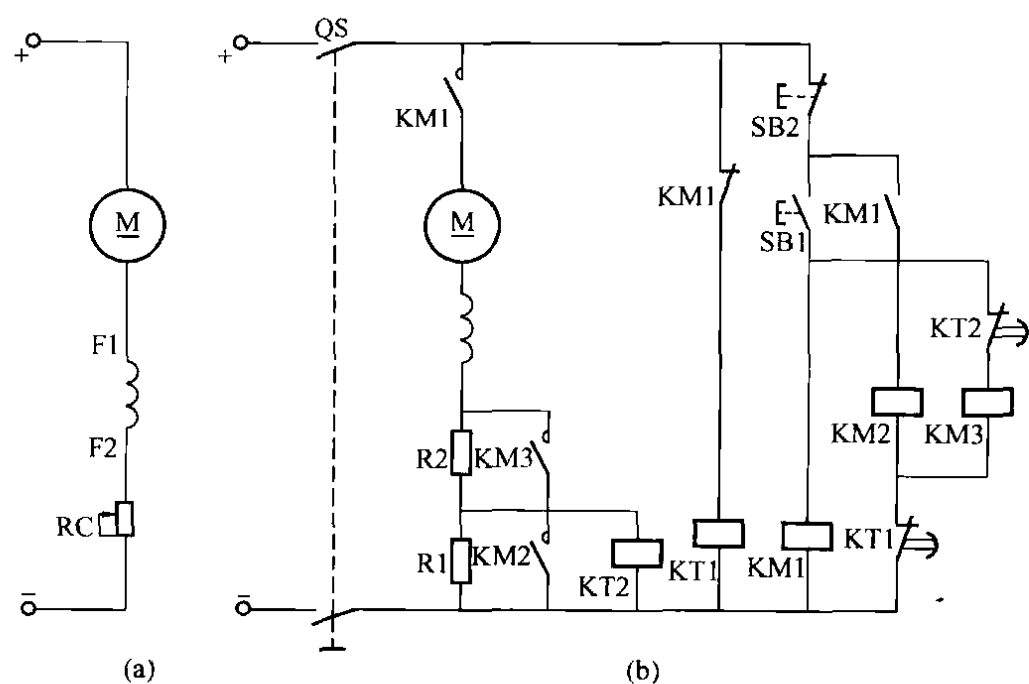 QS
+
+
KM1
SB2
M
M
KM1
SB1
KM1
F1
KT2
F2
R2
KM3
KM2
KM3
RC
R1
KM2
KT2
KT1
KM1
KT1
−
−
(a)
(b)